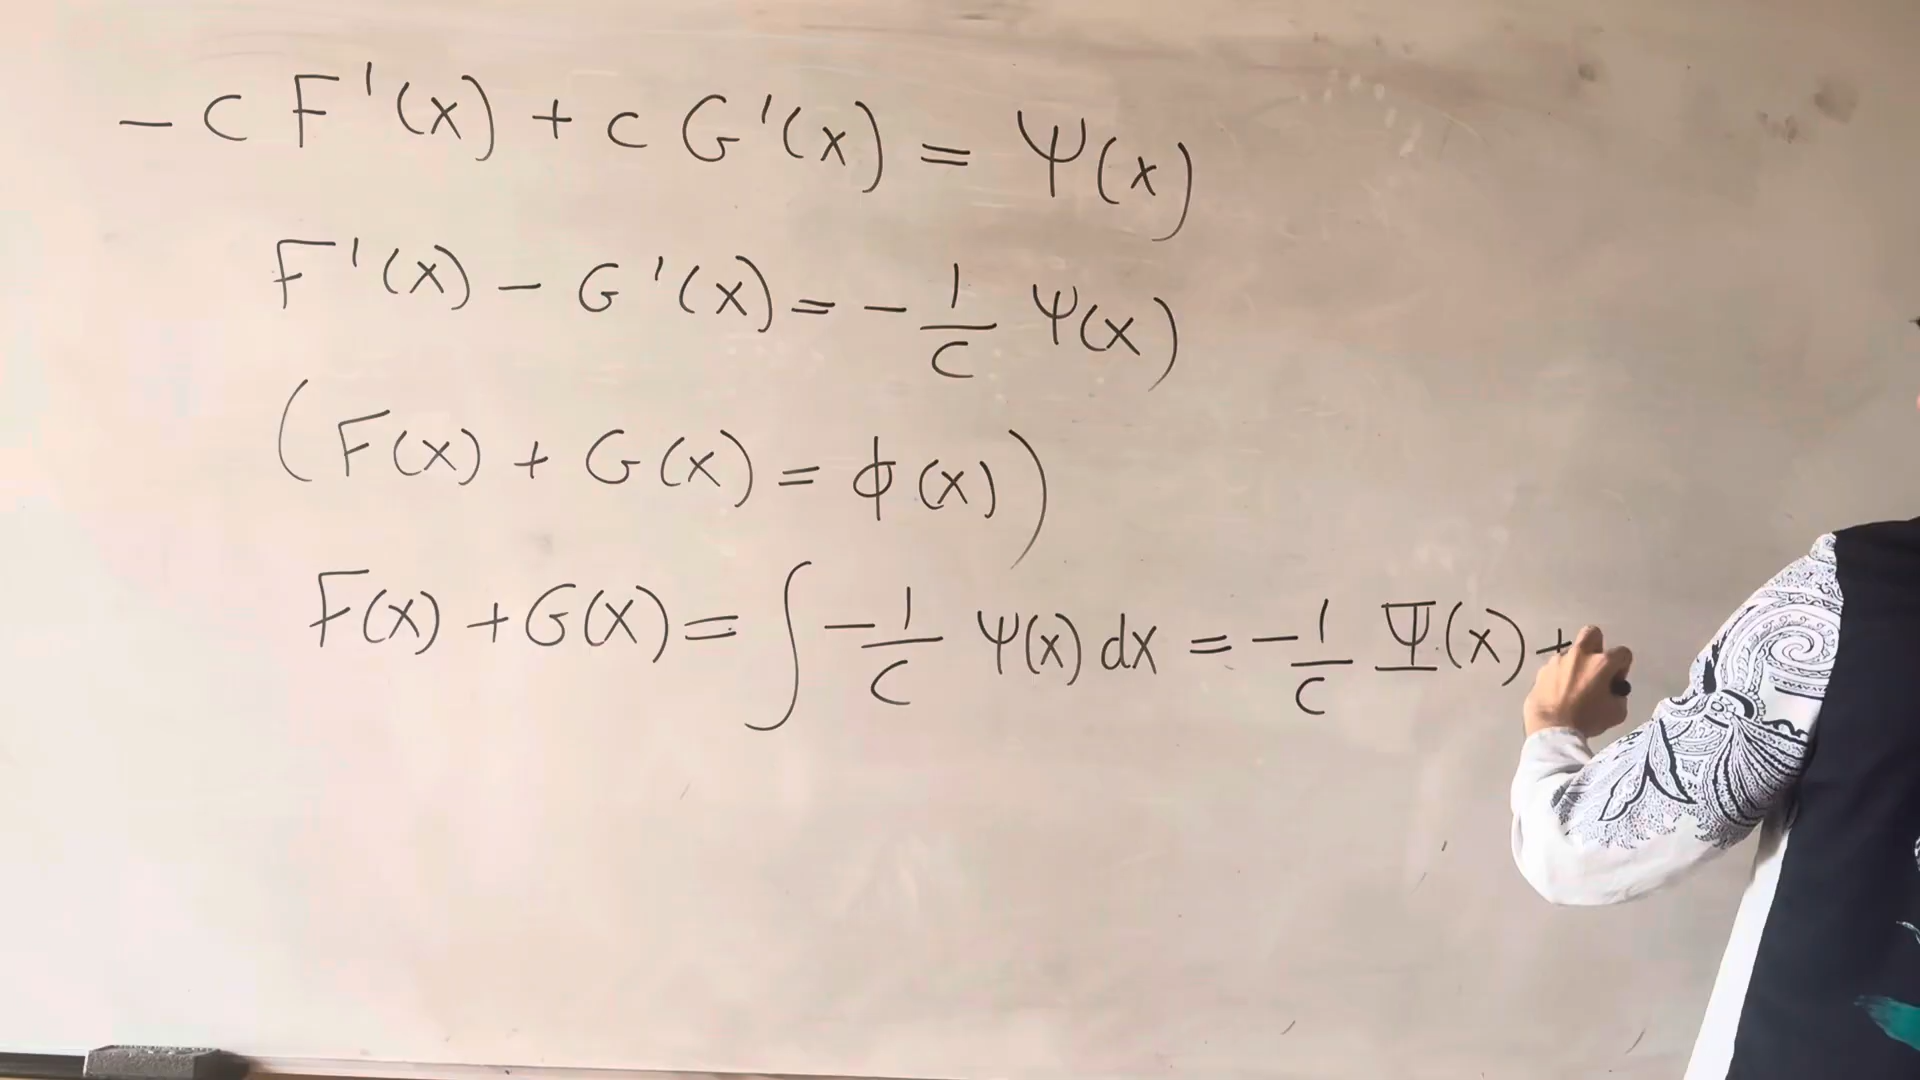 - c F'(x) + c G'(x) = Ψ(x)
F'(x) - G'(x) = - 1/c Ψ(x)
( F(x) + G(x) = ϕ(x) )
F(x) + G(x) = ∫ - 1/c Ψ(x) dx = - 1/c Ψ(x) +